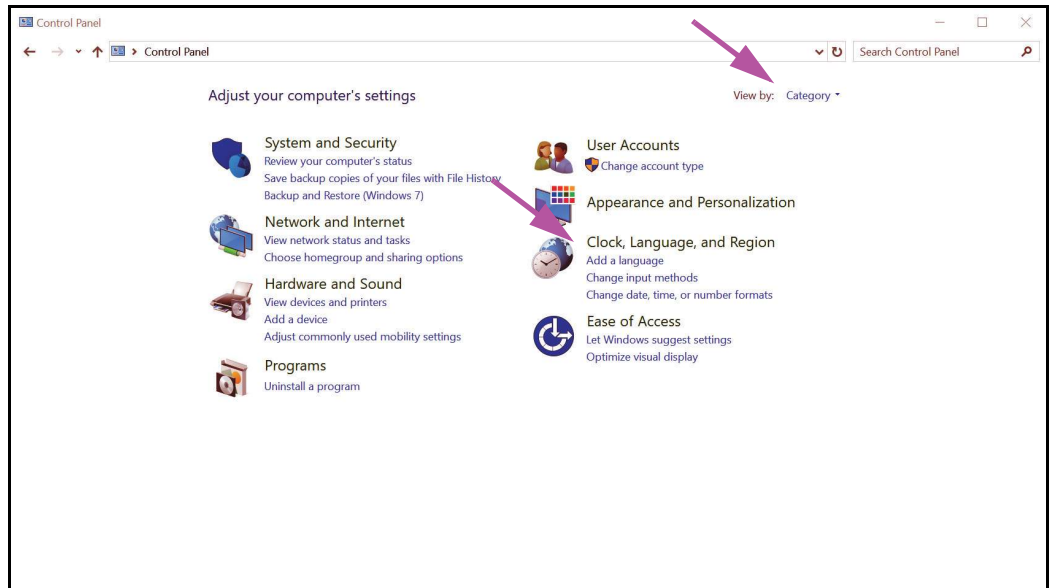 Control Panel
Control Panel
Search Control Panel
Adjust your computer's settings
View by: Category
System and Security
Review your computer's status
Save backup copies of your files with File History
Backup and Restore (Windows 7)
Network and Internet
View network status and tasks
Choose homegroup and sharing options
Hardware and Sound
View devices and printers
Add a device
Adjust commonly used mobility settings
Programs
Uninstall a program
User Accounts
Change account type
Appearance and Personalization
Clock, Language, and Region
Add a language
Change input methods
Change date, time, or number formats
Ease of Access
Let Windows suggest settings
Optimize visual display